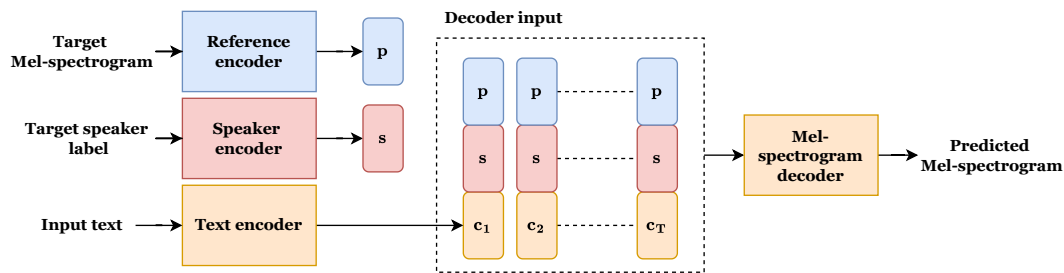 Target
Mel-spectrogram
Reference
encoder
p
Target speaker
label
Speaker
encoder
s
Input text
Text encoder
Decoder input
p p p
s s s
c₁ c₂ c_T
Mel-
spectrogram
decoder
Predicted
Mel-spectrogram